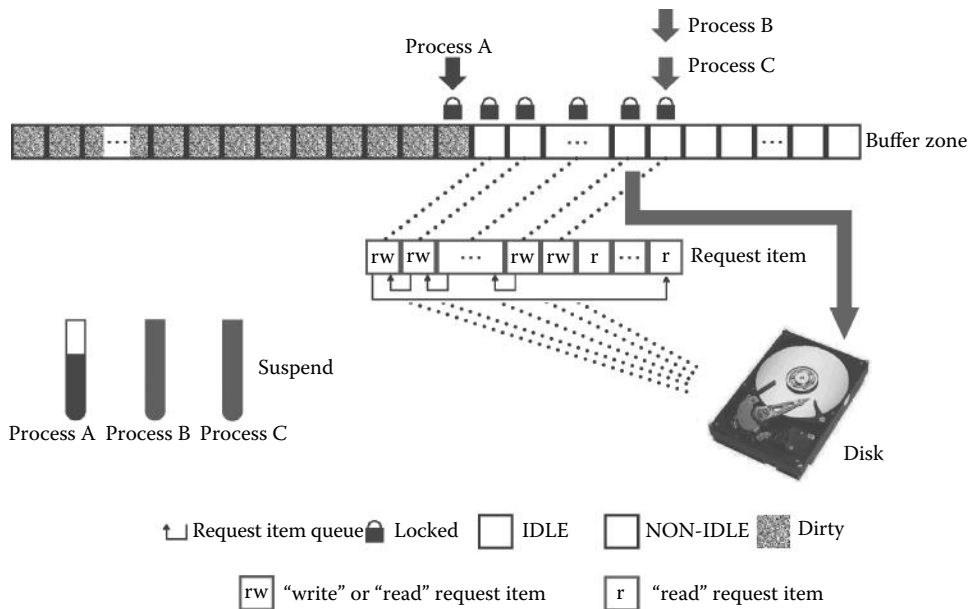 Process B
Process A
Process C
...
...
...
Buffer zone
rw rw ... rw rw r ... r Request item
Suspend
Process A Process B Process C
Disk
Request item queue Locked IDLE NON-IDLE Dirty
rw "write" or "read" request item r "read" request item